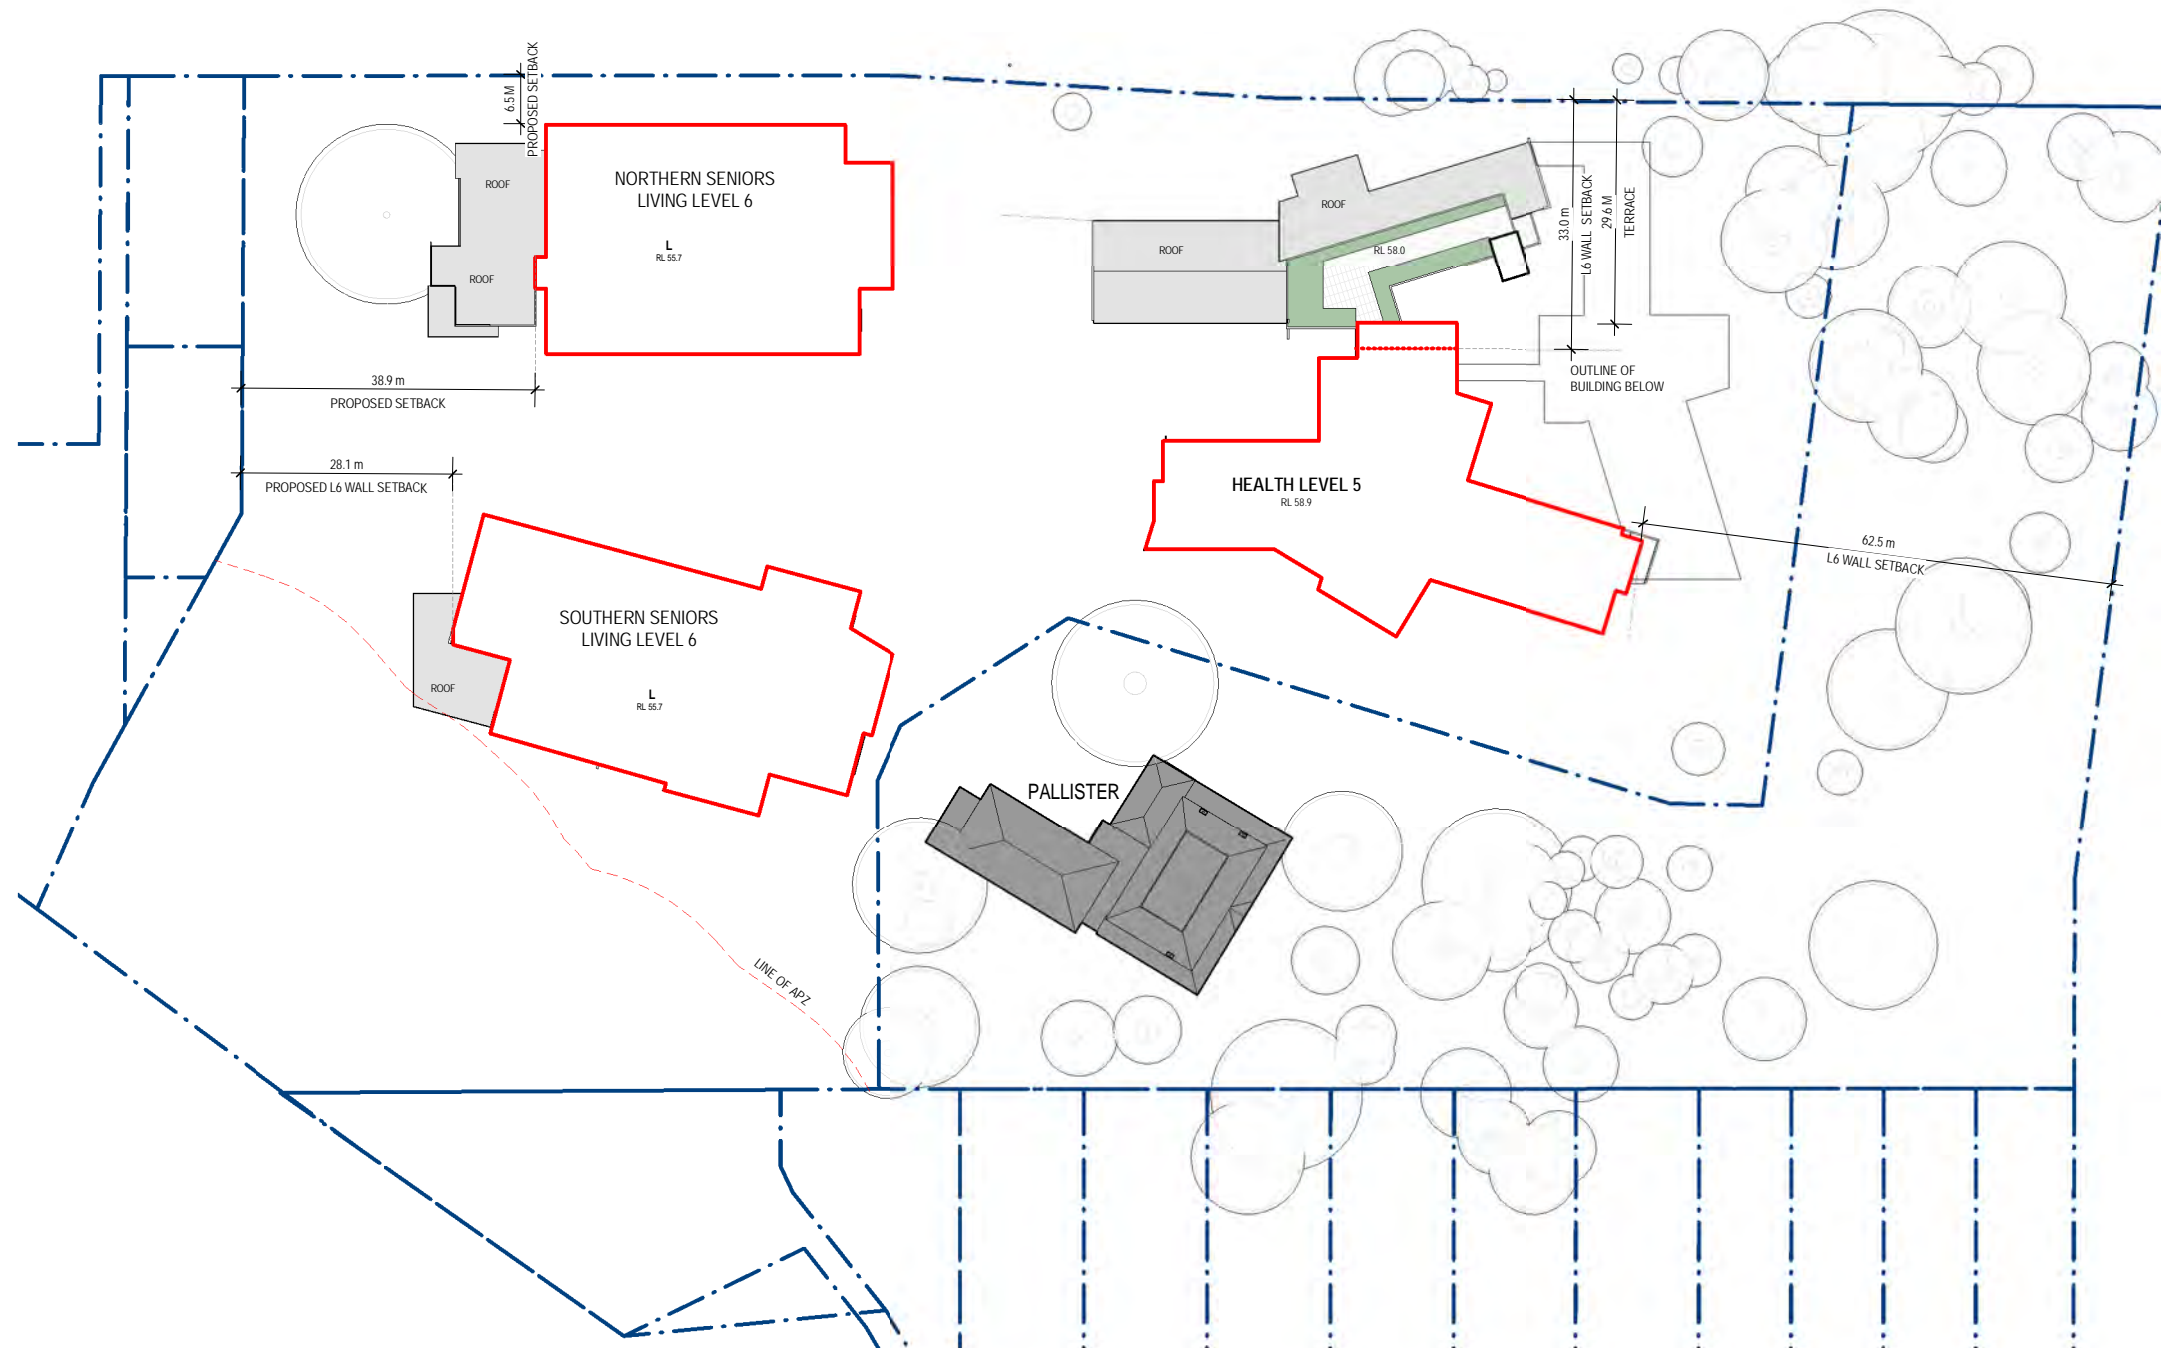 6.5 M
PROPOSED SETBACK
ROOF
ROOF
NORTHERN SENIORS
LIVING LEVEL 6
L
RL 55.7
38.9 m
PROPOSED SETBACK
28.1 m
PROPOSED L6 WALL SETBACK
SOUTHERN SENIORS
LIVING LEVEL 6
L
RL 55.7
ROOF
LINE OF APZ
ROOF
ROOF
RL 58.0
33.0 m
L6 WALL SETBACK
29.6 M
TERRACE
OUTLINE OF
BUILDING BELOW
HEALTH LEVEL 5
RL 58.9
62.5 m
L6 WALL SETBACK
PALLISTER